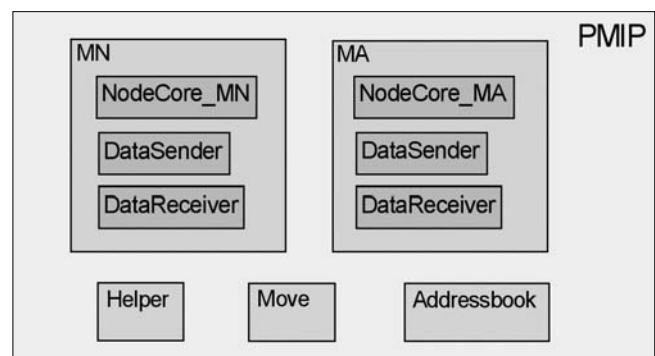 PMIP
MN
NodeCore_MN
DataSender
DataReceiver
MA
NodeCore_MA
DataSender
DataReceiver
Helper
Move
Addressbook